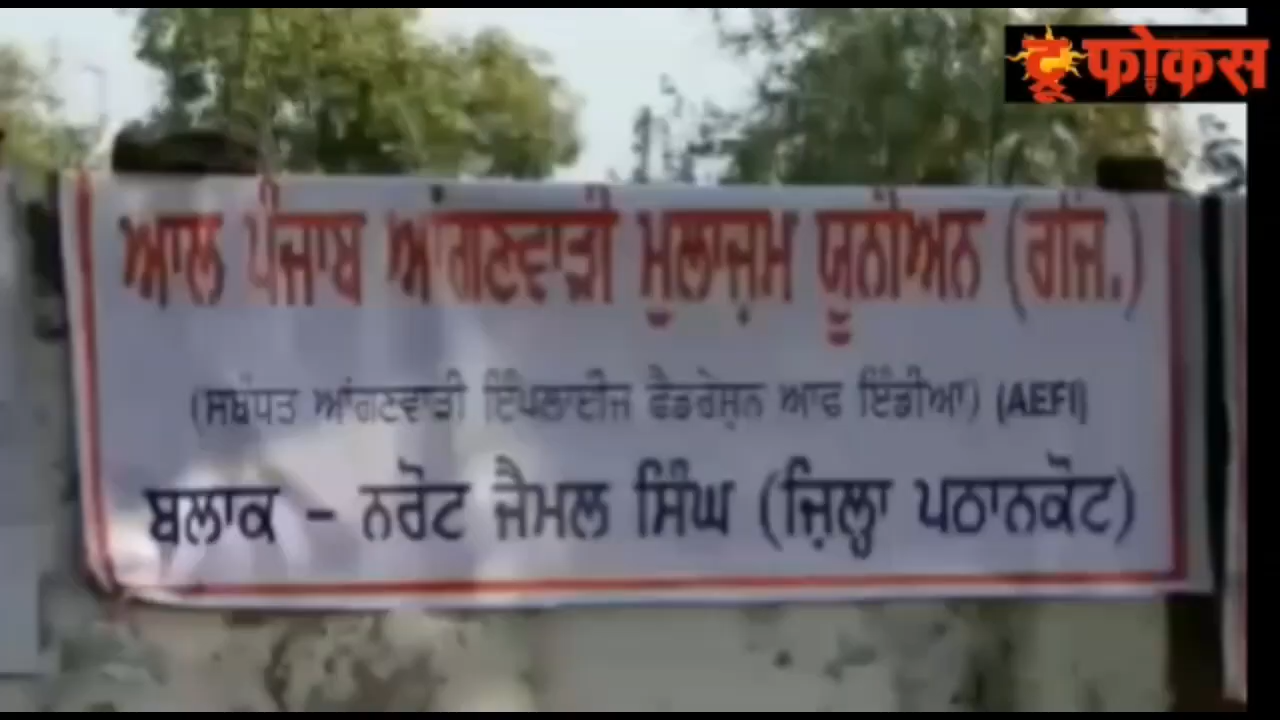 ਟ੍ਰੂ ਫੋਕਸ
ਆਲ ਪੰਜਾਬ ਆਂਗਣਵਾੜੀ ਮੁਲਾਜ਼ਮ ਯੂਨੀਅਨ (ਰਜਿ.)
(ਸਬੰਧਤ ਆਂਗਣਵਾੜੀ ਇੰਪਲਾਈਜ ਫੈਡਰੇਸ਼ਨ ਆਫ ਇੰਡੀਆ) (AEFI)
ਬਲਾਕ - ਨਰੋਟ ਜੈਮਲ ਸਿੰਘ (ਜ਼ਿਲ੍ਹਾ ਪਠਾਨਕੋਟ)